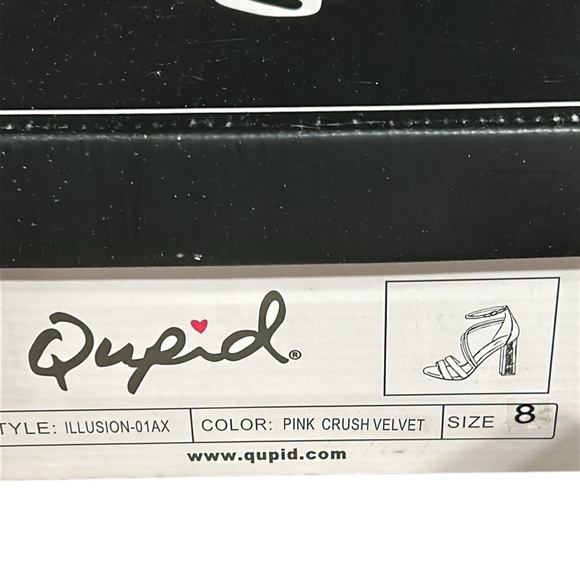 Qupid®
TYLE: ILLUSION-01AX COLOR: PINK CRUSH VELVET SIZE 8
www.qupid.com